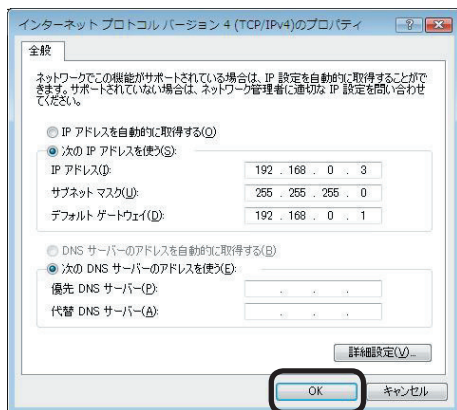 インターネット プロトコル バージョン 4 (TCP/IPv4)のプロパティ
全般
ネットワークでこの機能がサポートされている場合は、IP 設定を自動的に取得することがで
きます。サポートされていない場合は、ネットワーク管理者に適切な IP 設定を問い合わせ
てください。
IP アドレスを自動的に取得する(O)
次の IP アドレスを使う(S):
IP アドレス(I): 192 . 168 . 0 . 3
サブネット マスク(U): 255 . 255 . 255 . 0
デフォルト ゲートウェイ(D): 192 . 168 . 0 . 1
DNS サーバーのアドレスを自動的に取得する(B)
次の DNS サーバーのアドレスを使う(E):
優先 DNS サーバー(P): . . .
代替 DNS サーバー(A): . . .
詳細設定(V)...
OK キャンセル